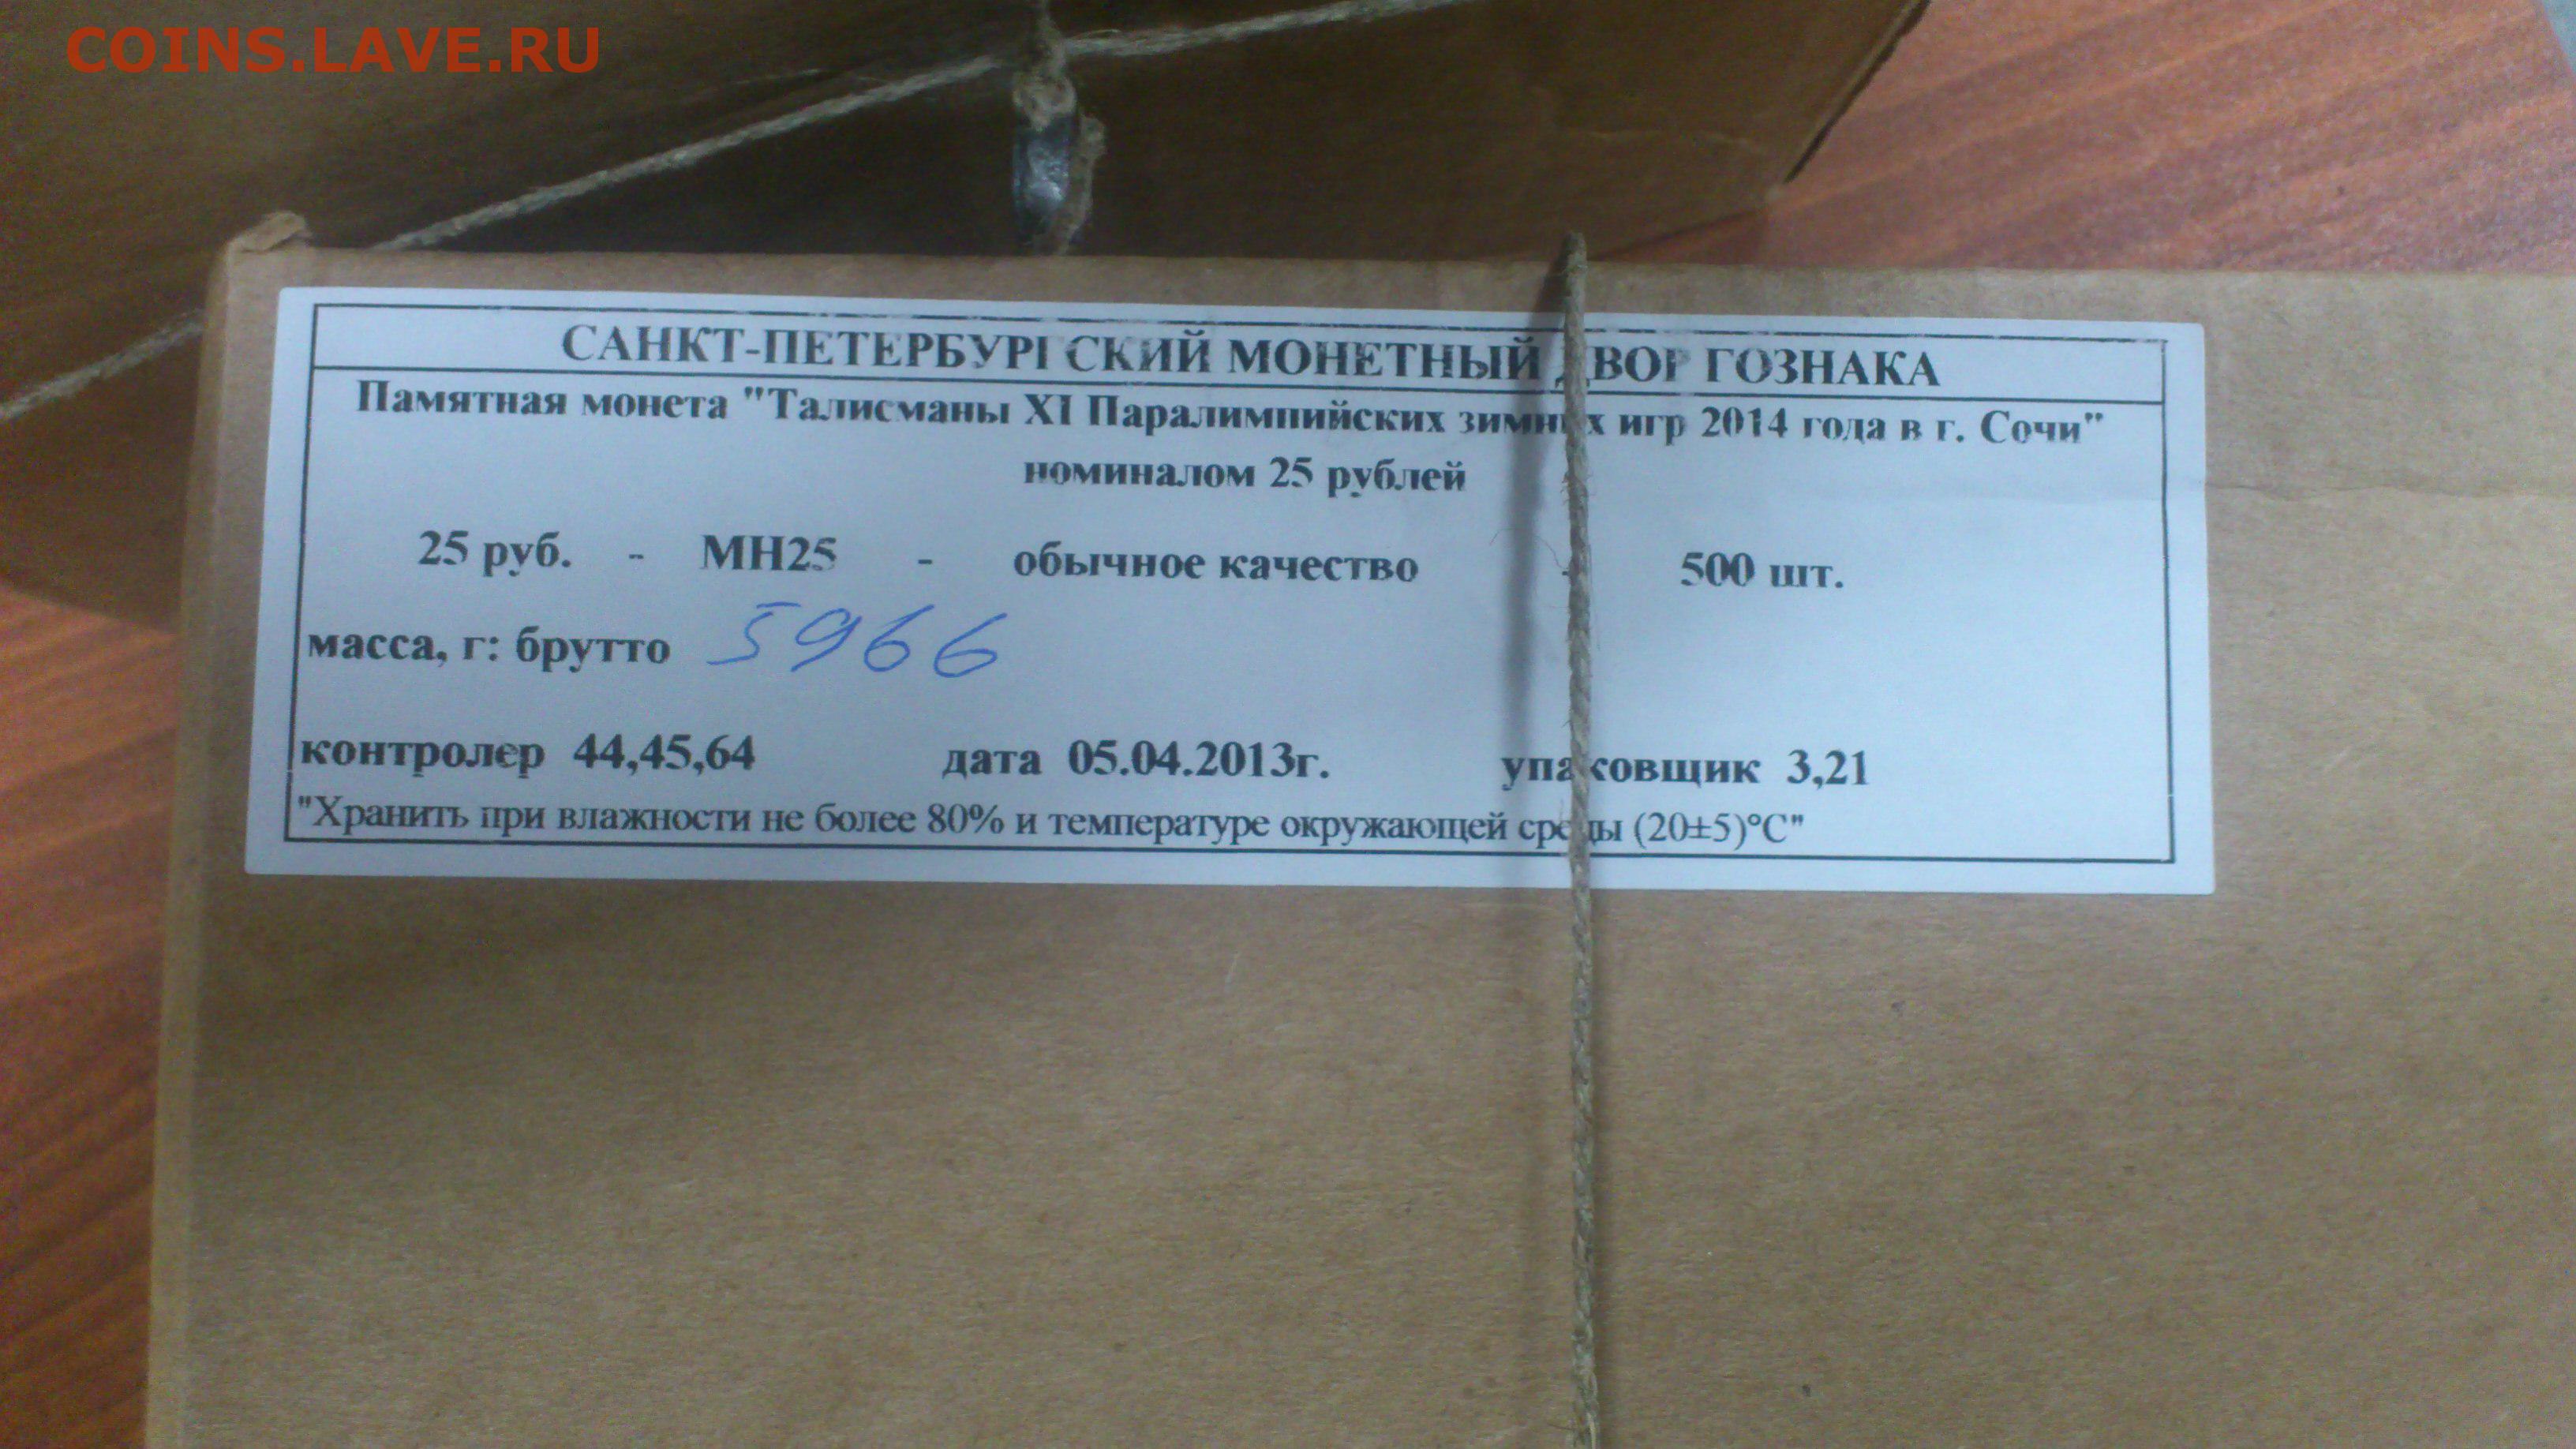 COINS.LAVE.RU
САНКТ-ПЕТЕРБУРГСКИЙ МОНЕТНЫЙ ДВОР ГОЗНАКА
Памятная монета "Талисманы XI Паралимпийских зимних игр 2014 года в г. Сочи"
номиналом 25 рублей
25 руб. - МН25 - обычное качество - 500 шт.
масса, г: брутто 5966
контролер 44,45,64 дата 05.04.2013г. упаковщик 3,21
"Хранить при влажности не более 80% и температуре окружающей среды (20±5)°С"